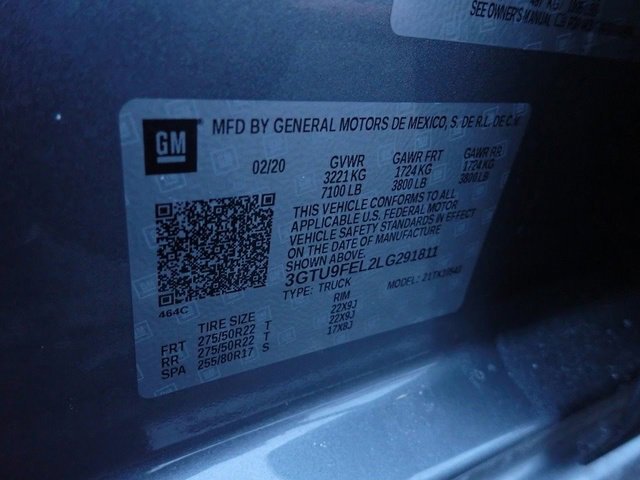 SEE OWNER'S MANUAL
GM
MFD BY GENERAL MOTORS DE MEXICO, S. DE R.L. DE C.V
02/20
GVWR GAWR FRT GAWR RR
3221 KG 1724 KG 1724 KG
7100 LB 3800 LB 3800 LB
THIS VEHICLE CONFORMS TO ALL
APPLICABLE U.S. FEDERAL MOTOR
VEHICLE SAFETY STANDARDS IN EFFECT
ON THE DATE OF MANUFACTURE
SHOWN ABOVE.
3GTU9FEL2LG291811
TYPE: TRUCK MODEL:
464C
TIRE SIZE RIM
FRT 275/50R22 T 22X9J
RR 275/50R22 T 22X9J
SPA 255/80R17 S 17X8J